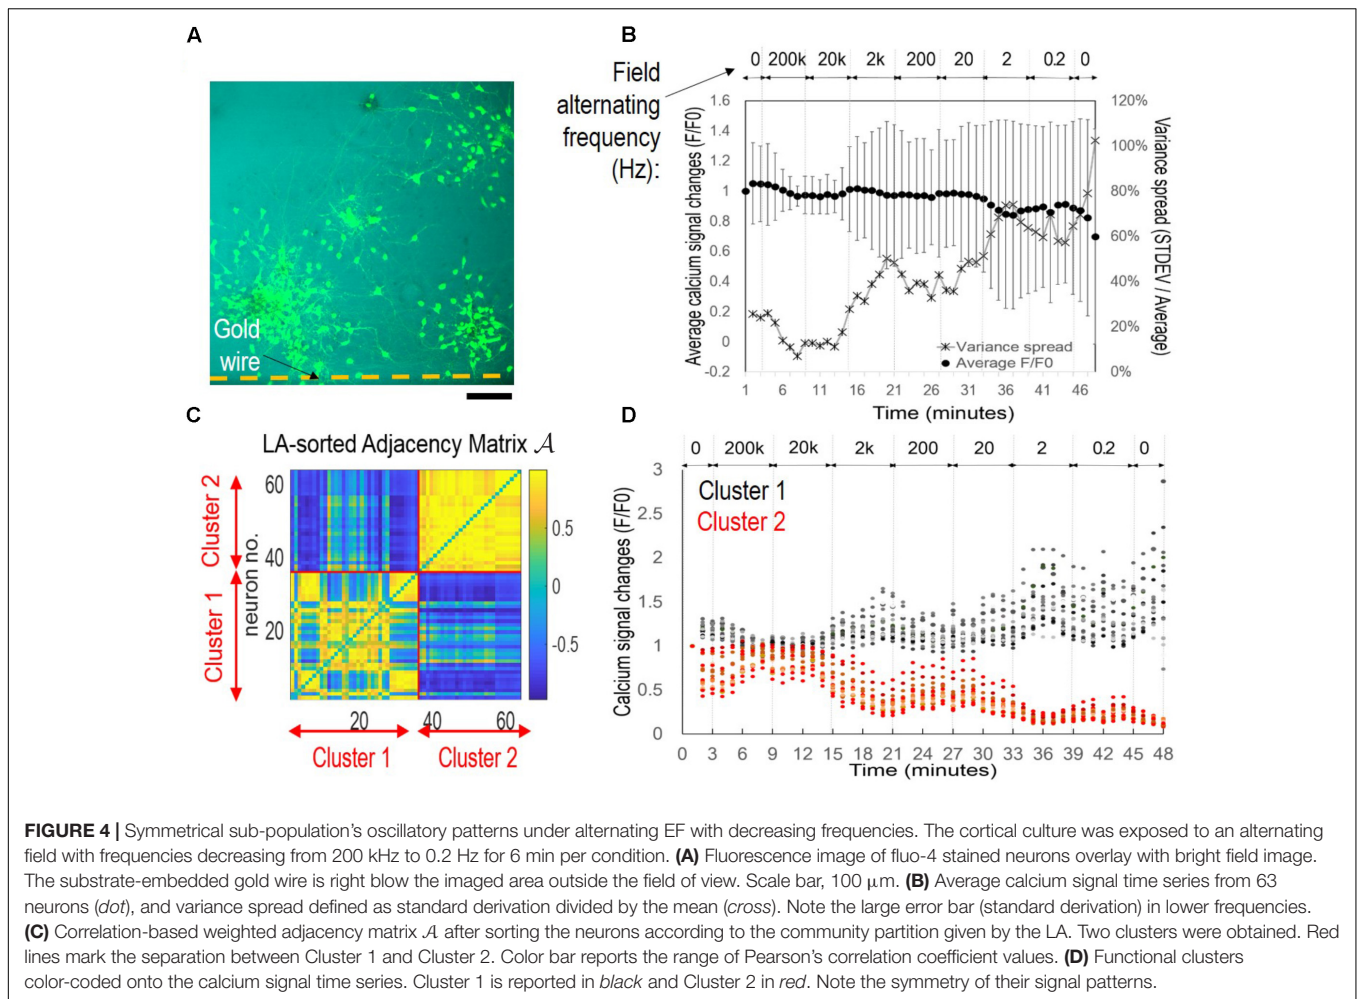 A
Gold
wire
B
Field
alternating
frequency
(Hz):
0 200k 20k 2k 200 20 2 0.2 0
Average calcium signal changes (F/F0)
1.6
1.4
1.2
1
0.8
0.6
0.4
0.2
0
-0.2
120%
100%
80%
60%
40%
20%
0%
Variance spread (STDEV / Average)
Variance spread
Average F/F0
1 6 11 16 21 26 31 36 41 46
Time (minutes)
C
LA-sorted Adjacency Matrix 𝒜
Cluster 2
Cluster 1
neuron no.
60
40
20
20 40 60
Cluster 1 Cluster 2
0.5
0
-0.5
D
0 200k 20k 2k 200 20 2 0.2 0
Calcium signal changes (F/F0)
3
2.5
2
1.5
1
0.5
0
Cluster 1
Cluster 2
0 3 6 9 12 15 18 21 24 27 30 33 36 39 42 45 48
Time (minutes)
FIGURE 4 | Symmetrical sub-population's oscillatory patterns under alternating EF with decreasing frequencies. The cortical culture was exposed to an alternating
field with frequencies decreasing from 200 kHz to 0.2 Hz for 6 min per condition. (A) Fluorescence image of fluo-4 stained neurons overlay with bright field image.
The substrate-embedded gold wire is right blow the imaged area outside the field of view. Scale bar, 100 μm. (B) Average calcium signal time series from 63
neurons (dot), and variance spread defined as standard derivation divided by the mean (cross). Note the large error bar (standard derivation) in lower frequencies.
(C) Correlation-based weighted adjacency matrix 𝒜 after sorting the neurons according to the community partition given by the LA. Two clusters were obtained. Red
lines mark the separation between Cluster 1 and Cluster 2. Color bar reports the range of Pearson's correlation coefficient values. (D) Functional clusters
color-coded onto the calcium signal time series. Cluster 1 is reported in black and Cluster 2 in red. Note the symmetry of their signal patterns.